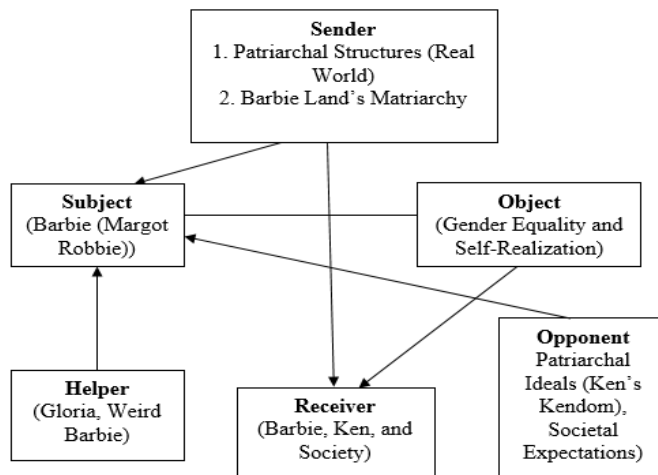 Sender
1. Patriarchal Structures (Real
World)
2. Barbie Land's Matriarchy
Subject
(Barbie (Margot
Robbie))
Object
(Gender Equality and
Self-Realization)
Helper
(Gloria, Weird
Barbie)
Receiver
(Barbie, Ken, and
Society)
Opponent
Patriarchal
Ideals (Ken's
Kendom),
Societal
Expectations)